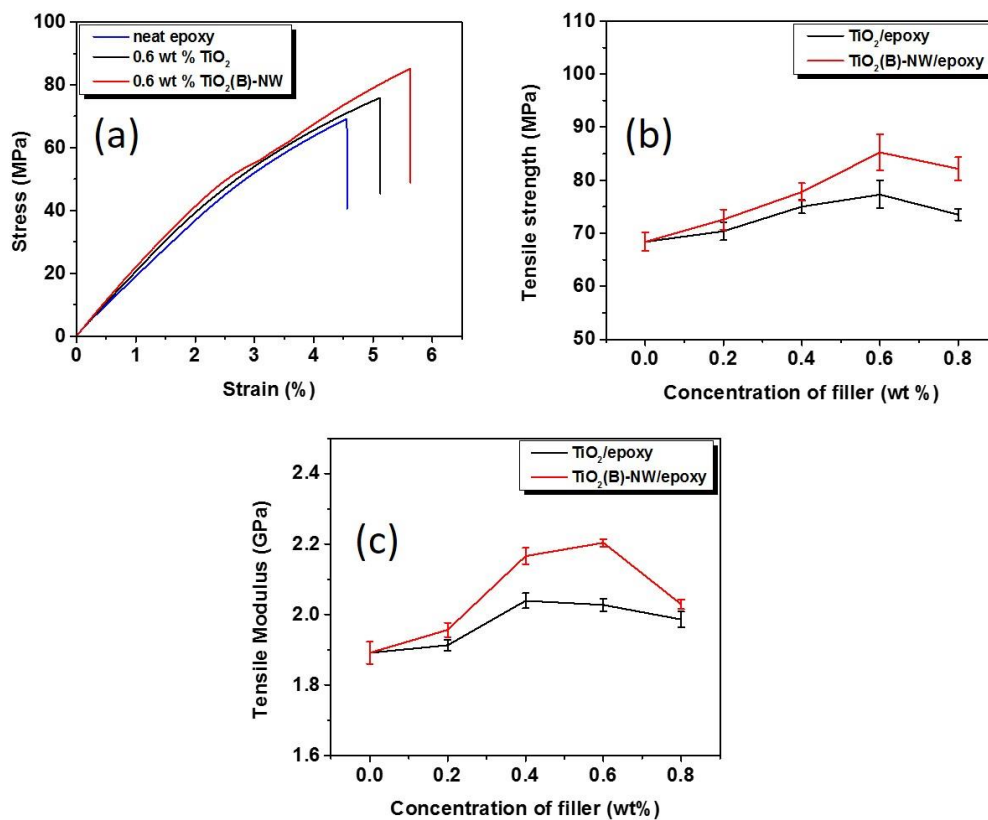 100
80
60
40
20
0
Stress (MPa)
neat epoxy
0.6 wt % TiO₂
0.6 wt % TiO₂(B)-NW
(a)
0 1 2 3 4 5 6
Strain (%)
110
100
90
80
70
60
50
Tensile strength (MPa)
TiO₂/epoxy
TiO₂(B)-NW/epoxy
(b)
0.0 0.2 0.4 0.6 0.8
Concentration of filler (wt %)
2.4
2.2
2.0
1.8
1.6
Tensile Modulus (GPa)
TiO₂/epoxy
TiO₂(B)-NW/epoxy
(c)
0.0 0.2 0.4 0.6 0.8
Concentration of filler (wt%)